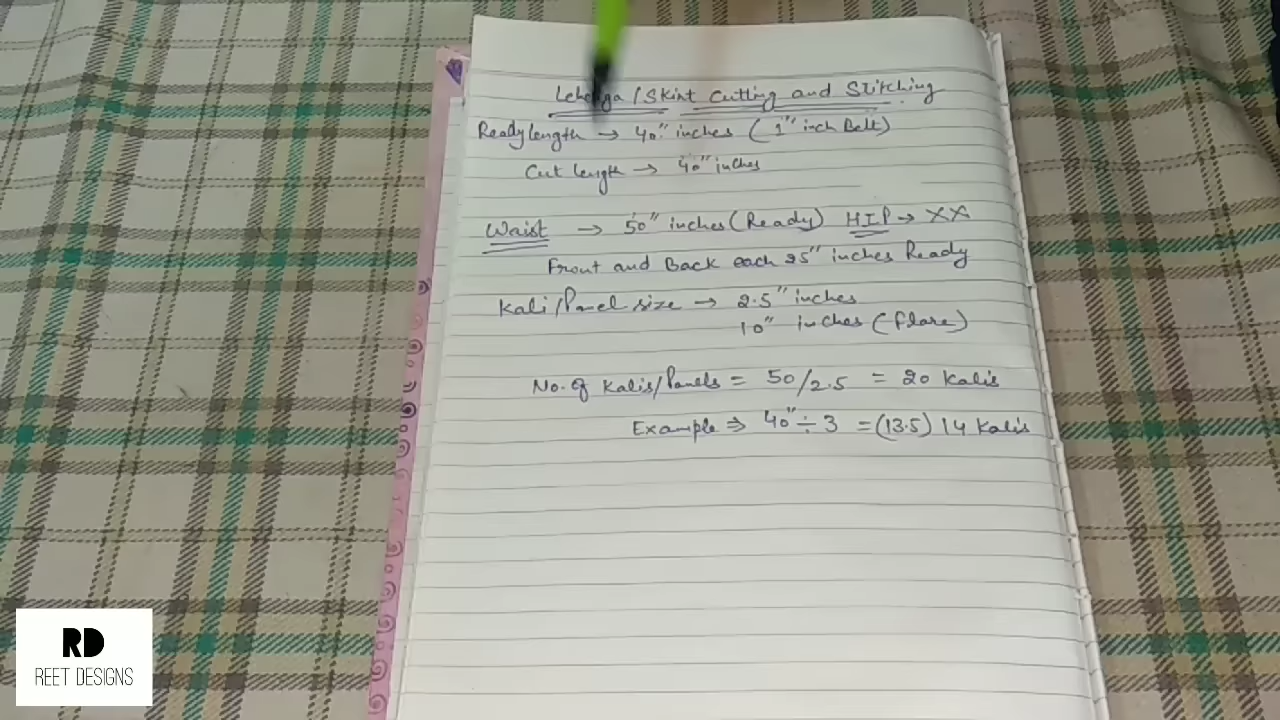 Lehenga / Skirt Cutting and Stitching
Ready length → 40" inches (1" inch Belt)
Cut length → 40" inches
Waist → 50" inches (Ready) HIP → XX
Front and Back each 25" inches Ready
Kali/Panel size → 2.5" inches
10" inches (flare)
No. of Kalis/Panels = 50/2.5 = 20 Kalis
Example ⇒ 40" ÷ 3 = (13.5) 14 Kalis
RD
REET DESIGNS